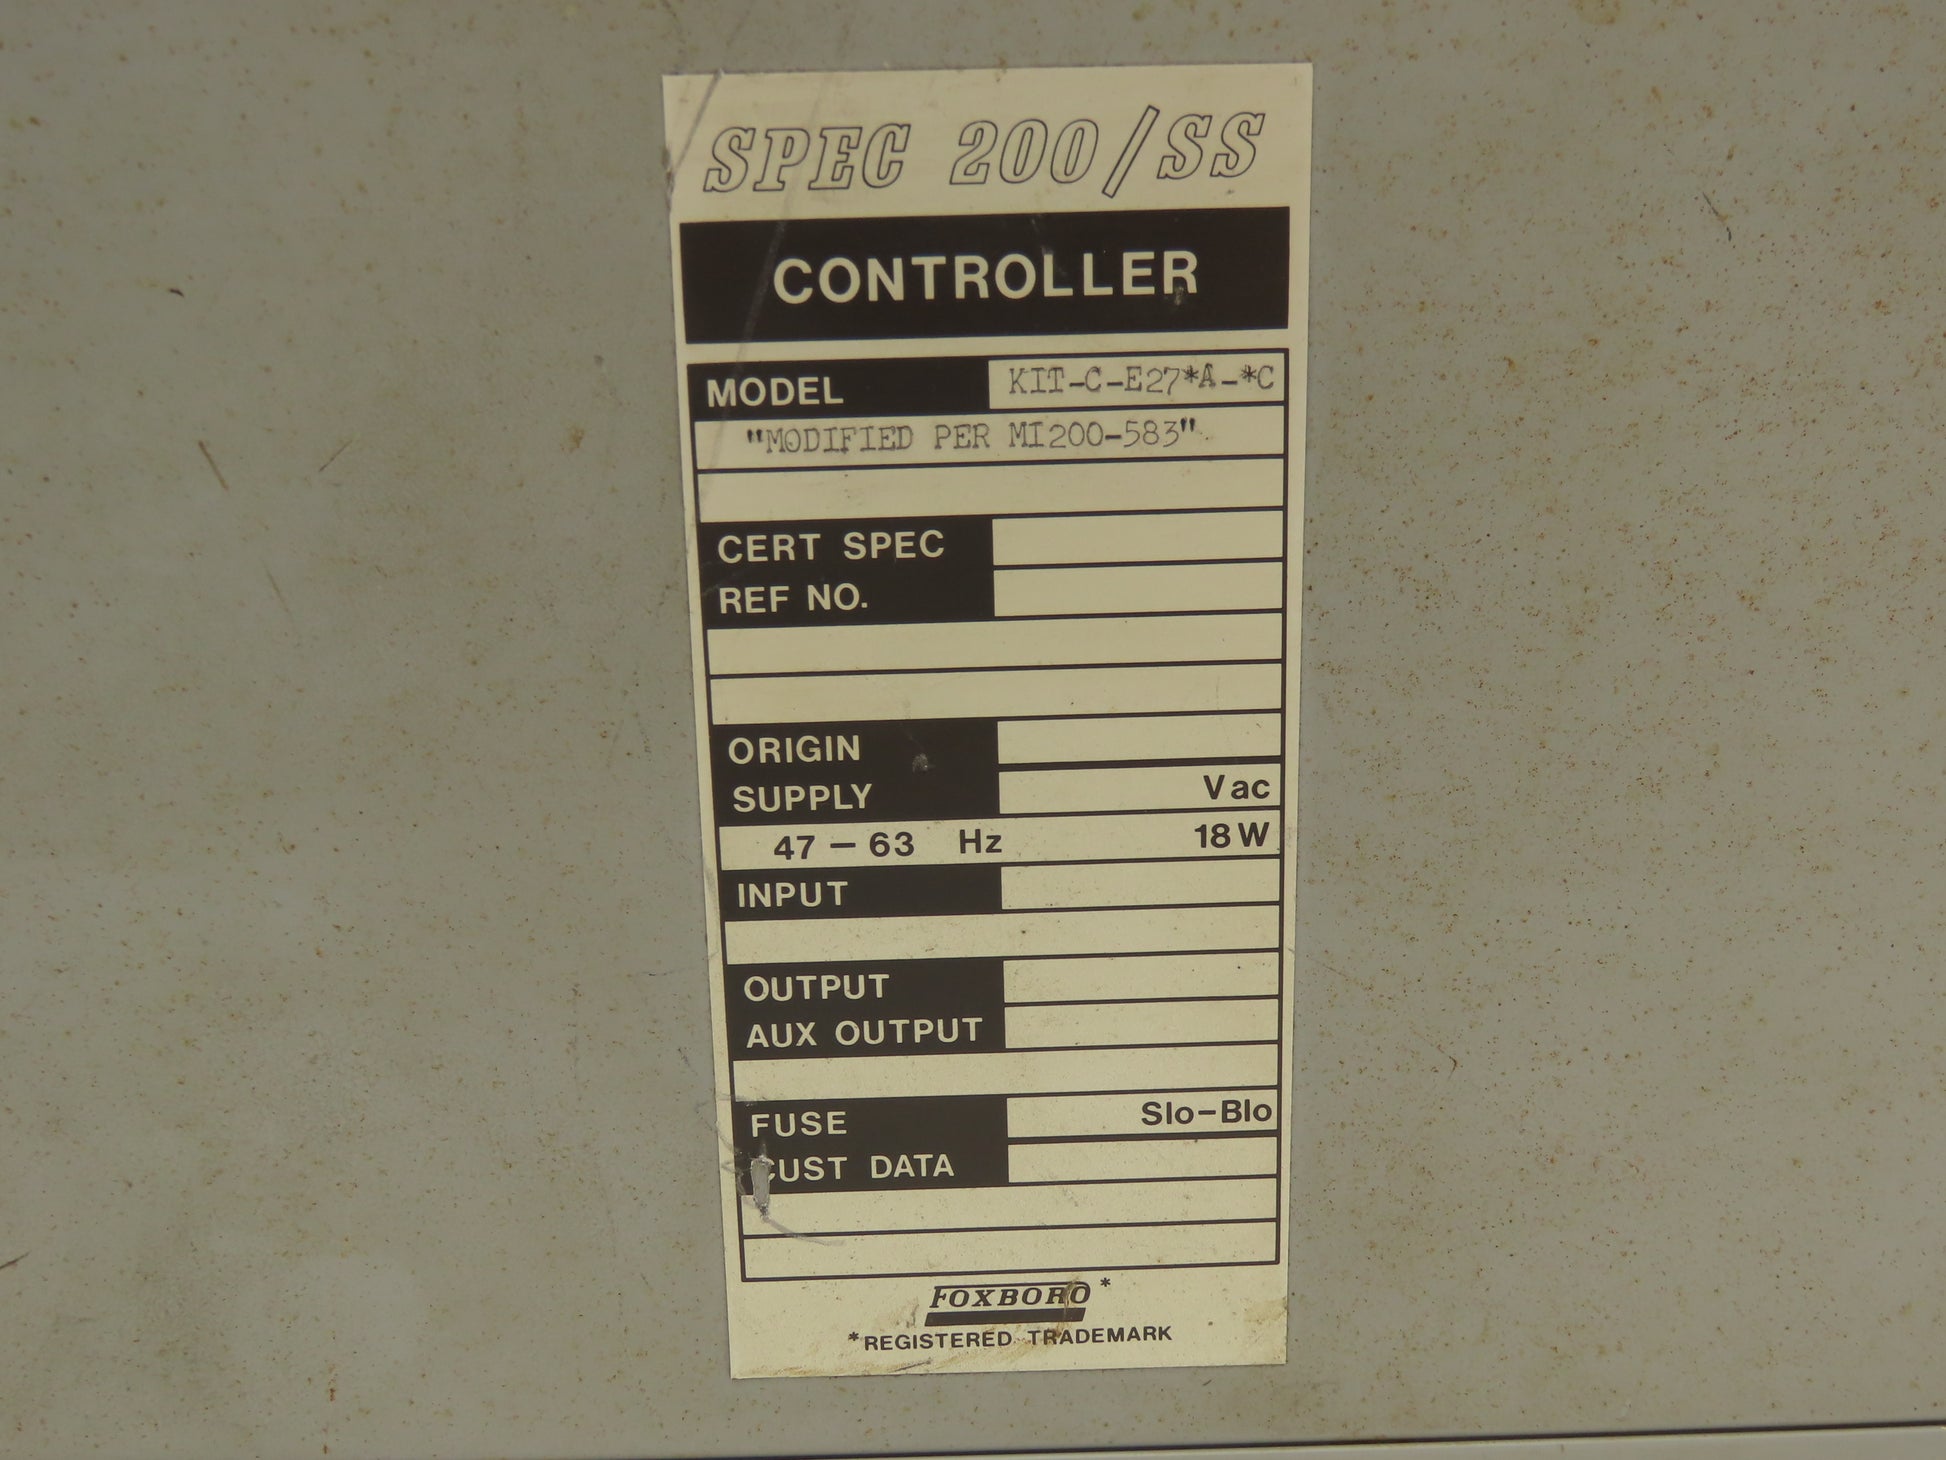 SPEC 200/SS
CONTROLLER
MODEL KIT-C-E27*A-*C
"MODIFIED PER MI200-583"
CERT SPEC
REF NO.
ORIGIN
SUPPLY Vac
47 – 63 Hz 18 W
INPUT
OUTPUT
AUX OUTPUT
FUSE Slo-Blo
CUST DATA
FOXBORO*
*REGISTERED TRADEMARK